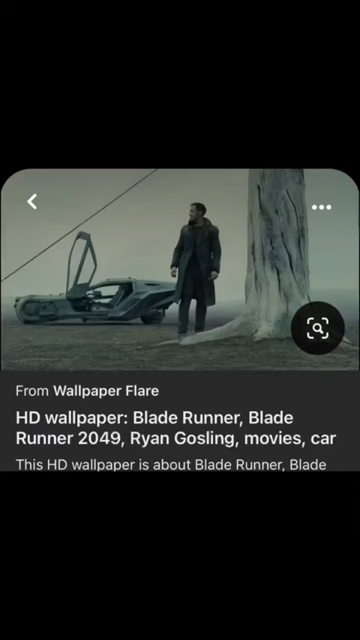 From Wallpaper Flare
HD wallpaper: Blade Runner, Blade
Runner 2049, Ryan Gosling, movies, car
This HD wallpaper is about Blade Runner, Blade